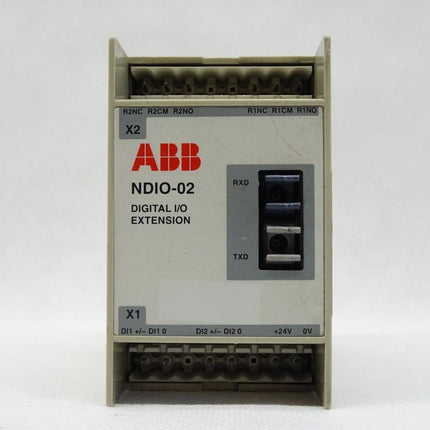 R2NC R2CM R2NO R1NC R1CM R1NO
X2
ABB
NDIO-02
DIGITAL I/O
EXTENSION
RXD
TXD
X1
DI1 +/– DI1 0 DI2 +/– DI2 0 +24V 0V